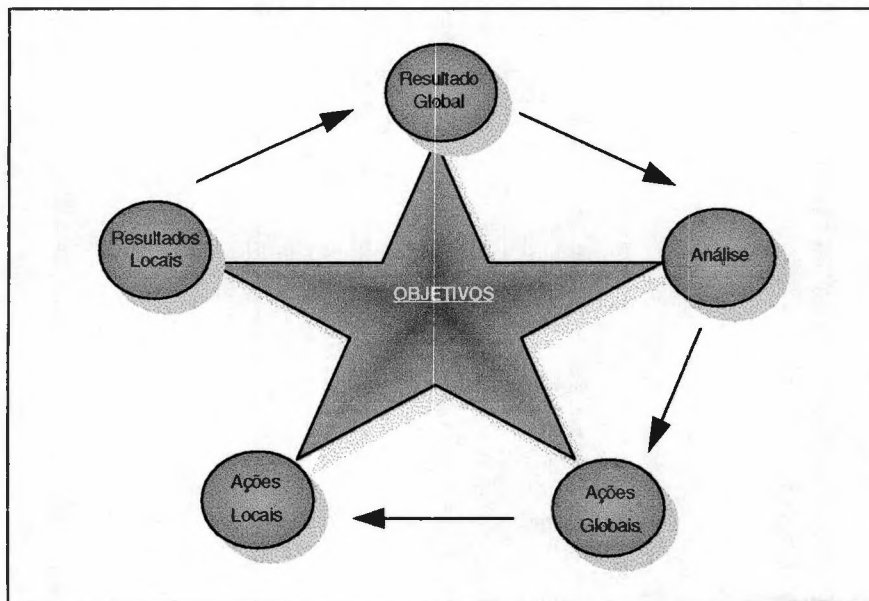 Resultado
Global
Resultados
Locais
Análise
OBJETIVOS
Ações
Locais
Ações
Globais.